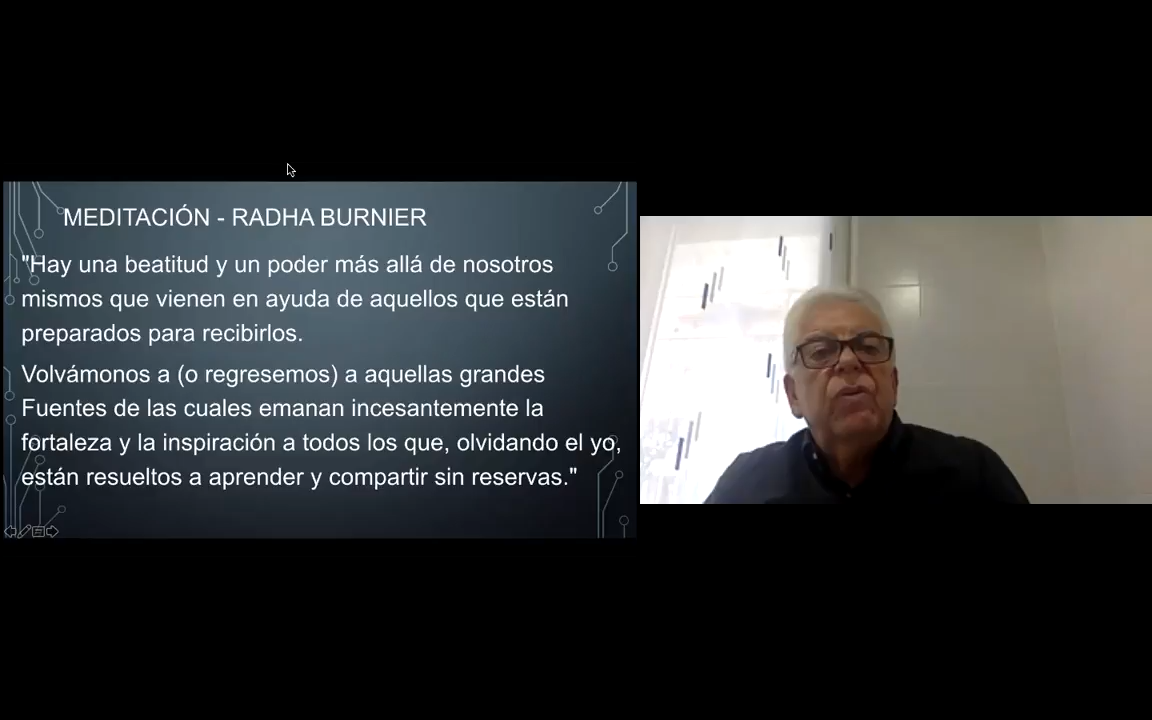 MEDITACIÓN - RADHA BURNIER
"Hay una beatitud y un poder más allá de nosotros
mismos que vienen en ayuda de aquellos que están
preparados para recibirlos.
Volvámonos a (o regresemos) a aquellas grandes
Fuentes de las cuales emanan incesantemente la
fortaleza y la inspiración a todos los que, olvidando el yo,
están resueltos a aprender y compartir sin reservas."